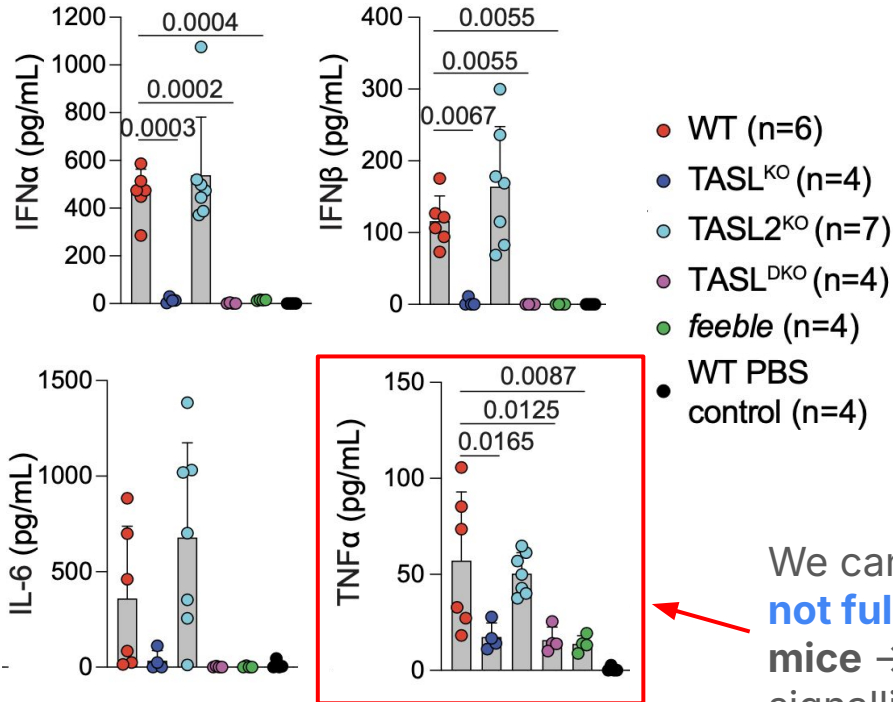 IFNα (pg/mL)
1200
1000
800
600
400
200
0
0.0004
0.0002
0.0003
IFNβ (pg/mL)
400
300
200
100
0
0.0055
0.0055
0.0067
WT (n=6)
TASLKO (n=4)
TASL2KO (n=7)
TASLDKO (n=4)
feeble (n=4)
WT PBS
control (n=4)
IL-6 (pg/mL)
1500
1000
500
0
TNFα (pg/mL)
150
100
50
0
0.0087
0.0125
0.0165
We
not
mice →